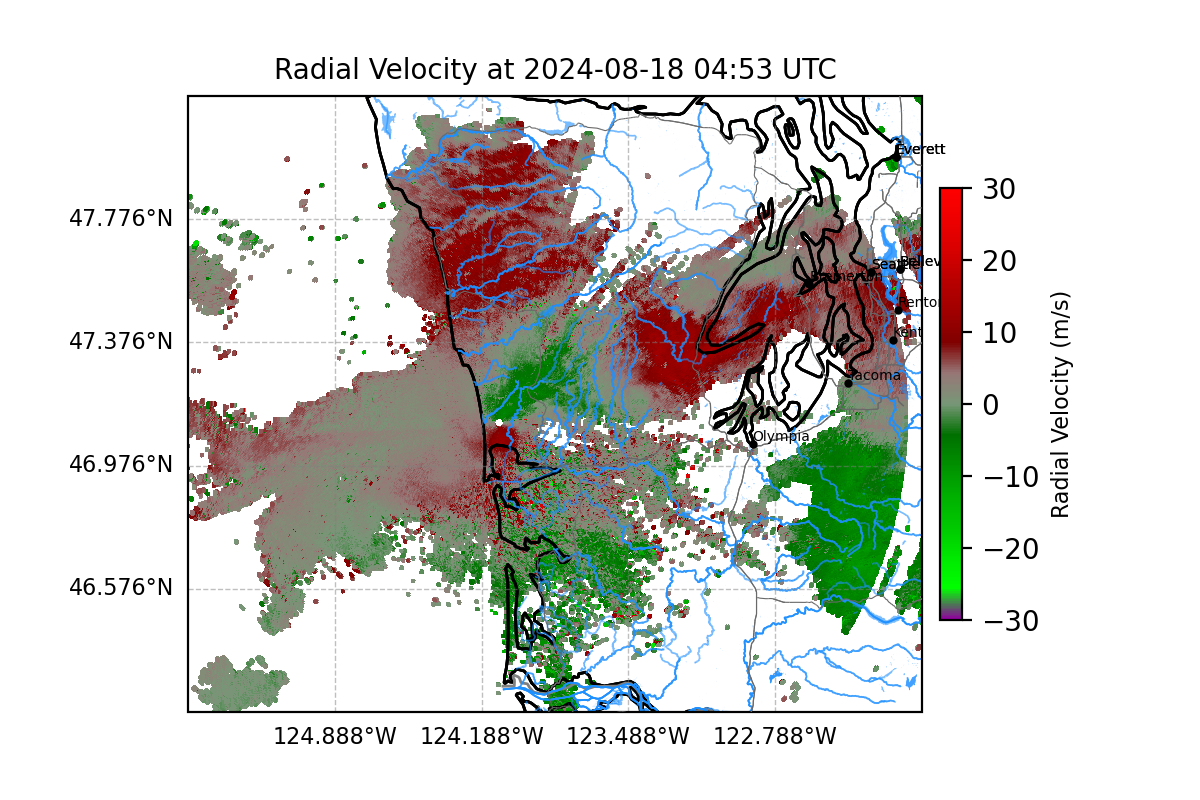 Radial Velocity at 2024-08-18 04:53 UTC
Everett
47.776°N
Seattle
Bellev
Bremerton
Renton
47.376°N
Kent
Tacoma
Olympia
46.976°N
46.576°N
124.888°W
124.188°W
123.488°W
122.788°W
30
20
10
0
−10
−20
−30
Radial Velocity (m/s)